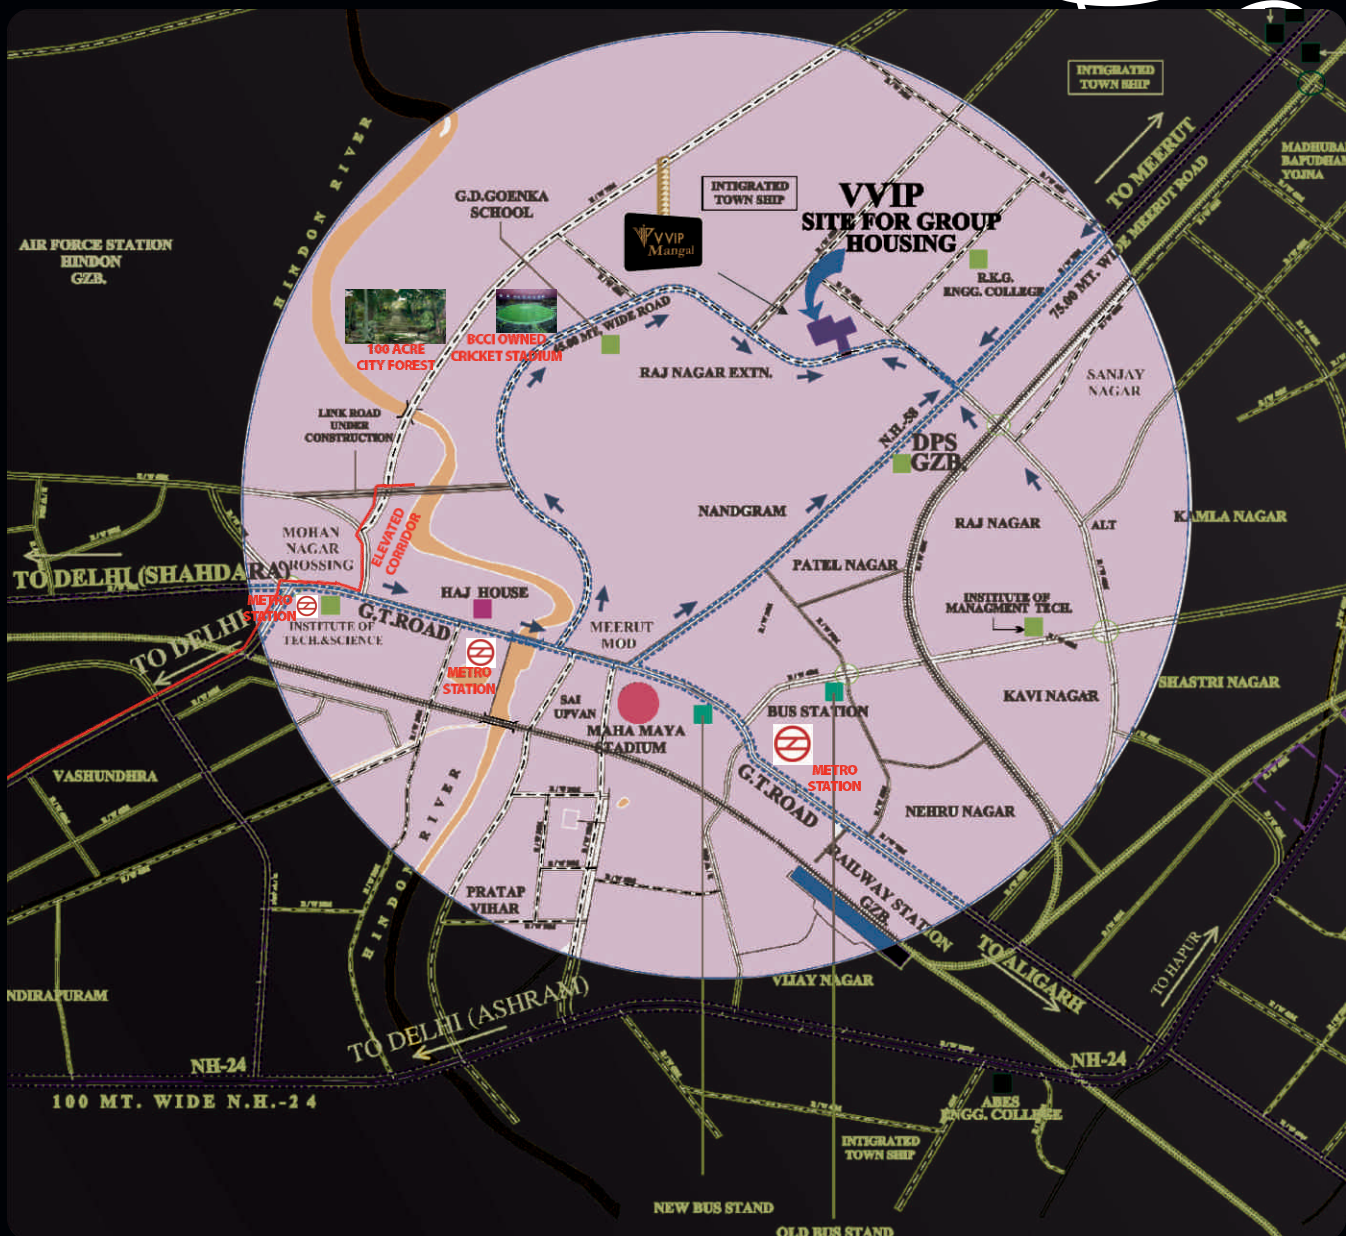 INTIGRATED
TOWN SHIP
TO MEERUT
MADHUBA
BAPUDHAM
YOJNA
75.00 MT. WIDE MEERUT ROAD
HINDON RIVER
AIR FORCE STATION
HINDON
GZB.
G.D.GOENKA
SCHOOL
VVIP
Mangal
INTIGRATED
TOWN SHIP
VVIP
SITE FOR GROUP
HOUSING
R.K.G.
ENGG. COLLEGE
100 ACRE
CITY FOREST
BCCI OWNED
CRICKET STADIUM
MT. WIDE ROAD
RAJ NAGAR EXTN.
SANJAY
NAGAR
LINK ROAD
UNDER
CONSTRUCTION
N.H.-58
DPS
GZB.
NANDGRAM
RAJ NAGAR
ALT
KAMLA NAGAR
MOHAN
NAGAR
CROSSING
ELEVATED
CORRIDOR
TO DELHI (SHAHDARA)
PATEL NAGAR
HAJ HOUSE
METRO
STATION
INSTITUTE OF
TECH.&SCIENCE
G.T.ROAD
MEERUT
MOD
INSTITUTE OF
MANAGMENT TECH.
TO DELHI
METRO
STATION
SAI
UPVAN
MAHA MAYA
STADIUM
BUS STATION
KAVI NAGAR
SHASTRI NAGAR
METRO
STATION
G.T.ROAD
VASHUNDHRA
HINDON RIVER
NEHRU NAGAR
PRATAP
VIHAR
RAILWAY STATION
GZB.
TO ALIGARH
TO HAPUR
VIJAY NAGAR
NDIRAPURAM
TO DELHI (ASHRAM)
NH-24
NH-24
100 MT. WIDE N.H.-24
ABES
ENGG. COLLEGE
INTIGRATED
TOWN SHIP
NEW BUS STAND
OLD BUS STAND